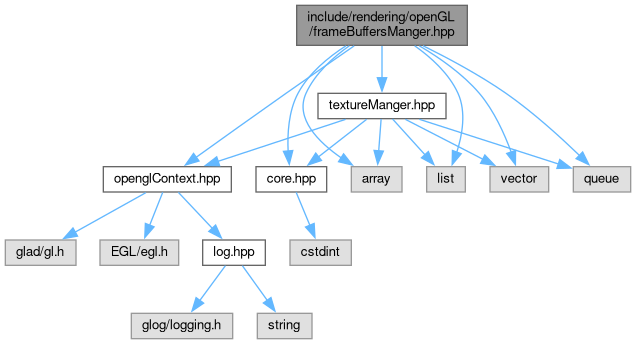 include/rendering/openGL
/frameBuffersManger.hpp
textureManger.hpp
openglContext.hpp
core.hpp
array
list
vector
queue
glad/gl.h
EGL/egl.h
log.hpp
cstdint
glog/logging.h
string